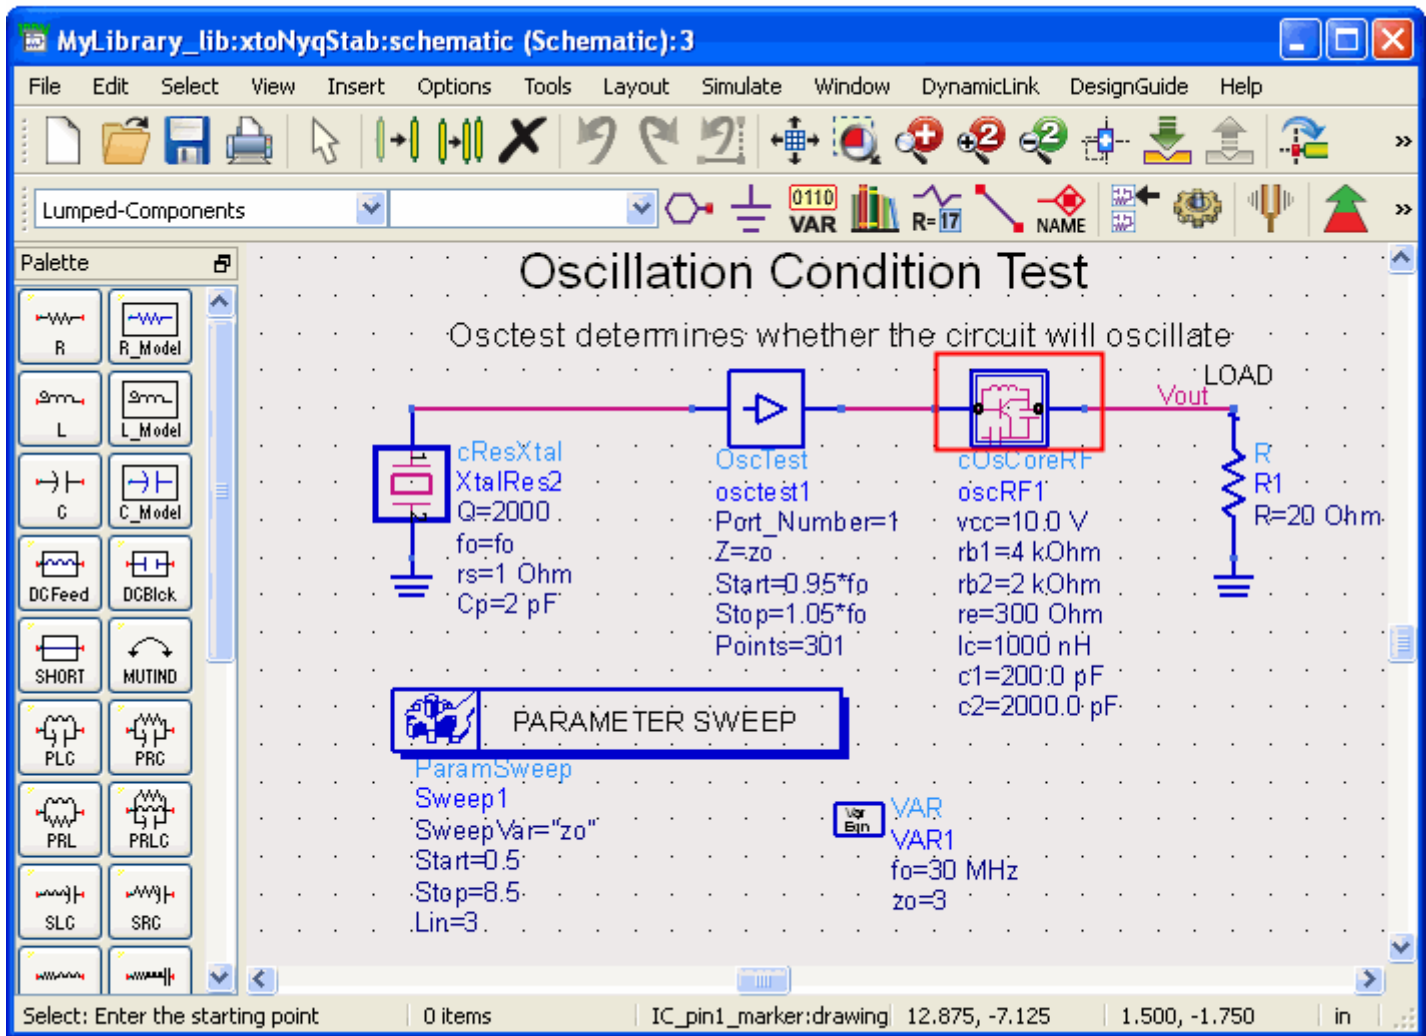 MyLibrary_lib:xtoNyqStab:schematic (Schematic):3
File Edit Select View Insert Options Tools Layout Simulate Window DynamicLink DesignGuide Help
2 2 2
»
Lumped-Components
0110
VAR
R=17
NAME
»
Palette
R R_Model
L L_Model
C C_Model
DCFeed DCBlck
SHORT MUTIND
PLC PRC
PRL PRLC
SLC SRC
Oscillation Condition Test
Osctest determines whether the circuit will oscillate
LOAD
Vout
1
2
cResXtal
XtalRes2
Q=2000
fo=fo
rs=1 Ohm
Cp=2 pF
OscTest
osctest1
Port_Number=1
Z=zo
Start=0.95*fo
Stop=1.05*fo
Points=301
cOsCoreRF
oscRF1
vcc=10.0 V
rb1=4 kOhm
rb2=2 kOhm
re=300 Ohm
lc=1000 nH
c1=200.0 pF
c2=2000.0 pF
R
R1
R=20 Ohm
PARAMETER SWEEP
ParamSweep
Sweep1
SweepVar="zo"
Start=0.5
Stop=8.5
Lin=3
Var
Eqn
VAR
VAR1
fo=30 MHz
zo=3
Select: Enter the starting point 0 items IC_pin1_marker:drawing 12.875, -7.125 1.500, -1.750 in